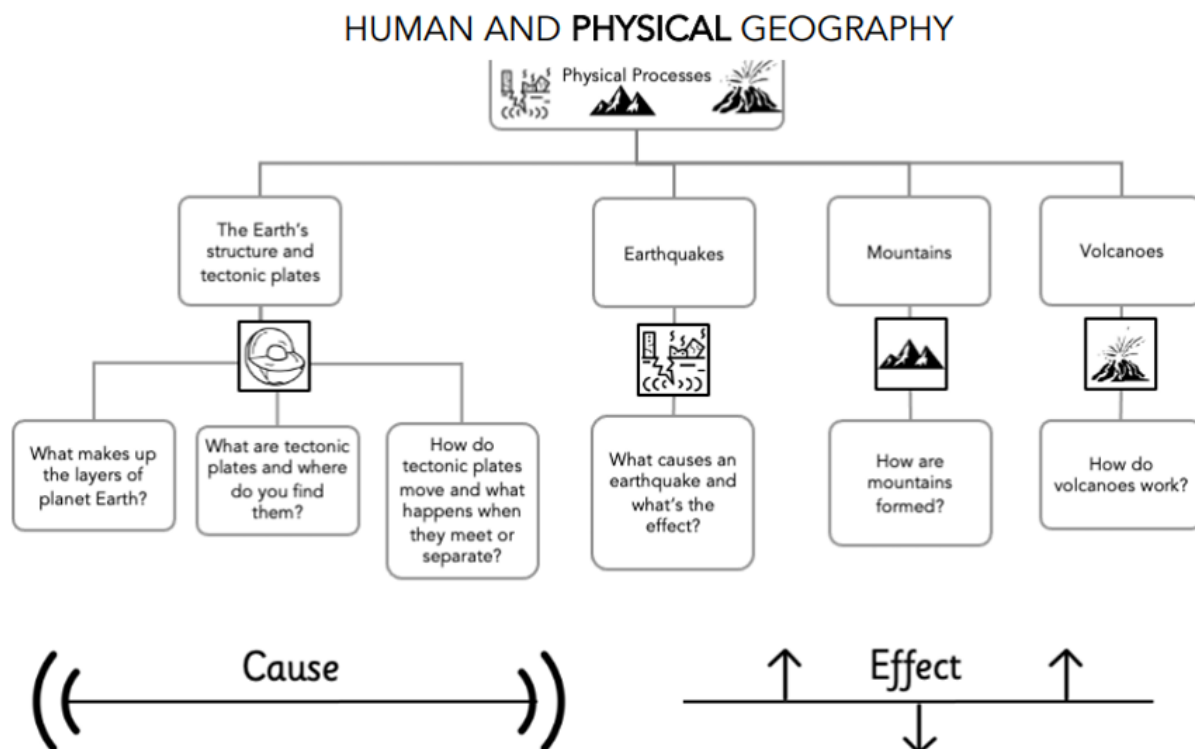 HUMAN AND PHYSICAL GEOGRAPHY
Physical Processes
The Earth's
structure and
tectonic plates
Earthquakes
Mountains
Volcanoes
What makes up
the layers of
planet Earth?
What are tectonic
plates and where
do you find
them?
How do
tectonic plates
move and what
happens when
they meet or
separate?
What causes an
earthquake and
what's the
effect?
How are
mountains
formed?
How do
volcanoes work?
Cause
Effect